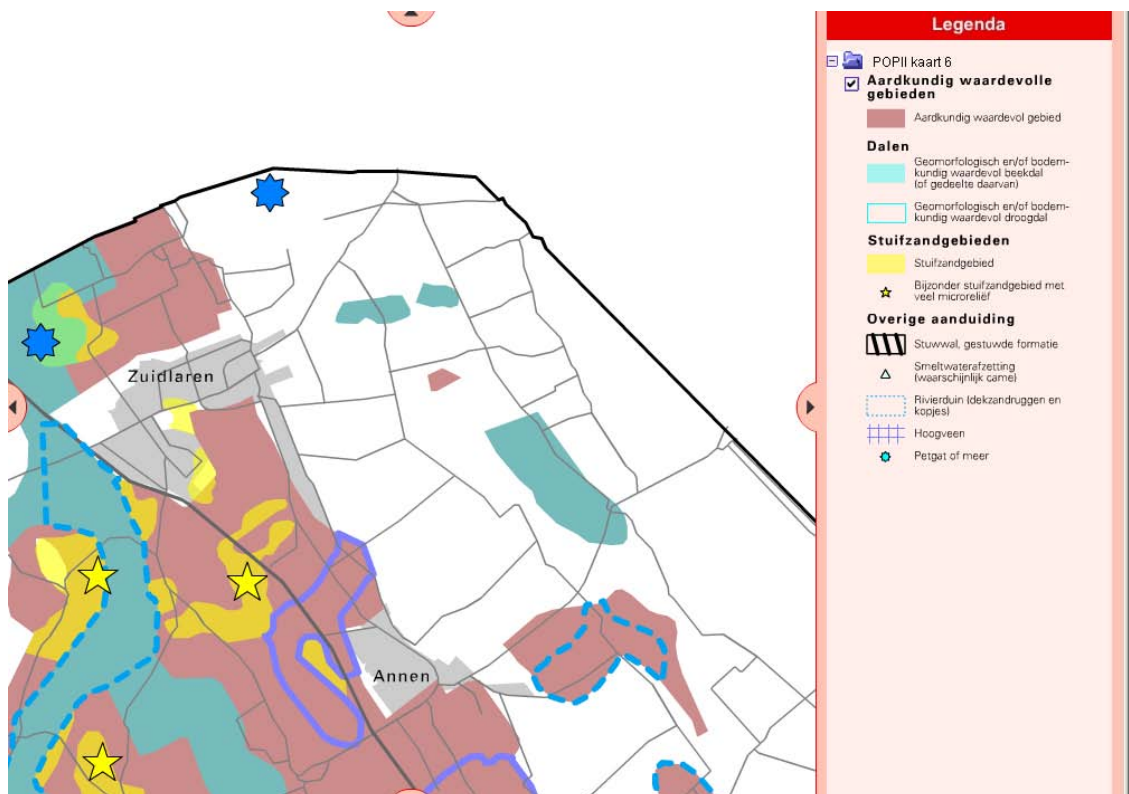 Legenda
POPII kaart 6
Aardkundig waardevolle
gebieden
Aardkundig waardevol gebied
Dalen
Geomorfologisch en/of bodem-
kundig waardevol beekdal
(of gedeelte daarvan)
Geomorfologisch en/of bodem-
kundig waardevol droogdal
Stuifzandgebieden
Stuifzandgebied
Bijzonder stuifzandgebied met
veel microreliëf
Overige aanduiding
Stuwwal, gestuwde formatie
Smeltwaterafzetting
(waarschijnlijk came)
Rivierduin (dekzandruggen en
kopjes)
Hoogveen
Petgat of meer
Zuidlaren
Annen